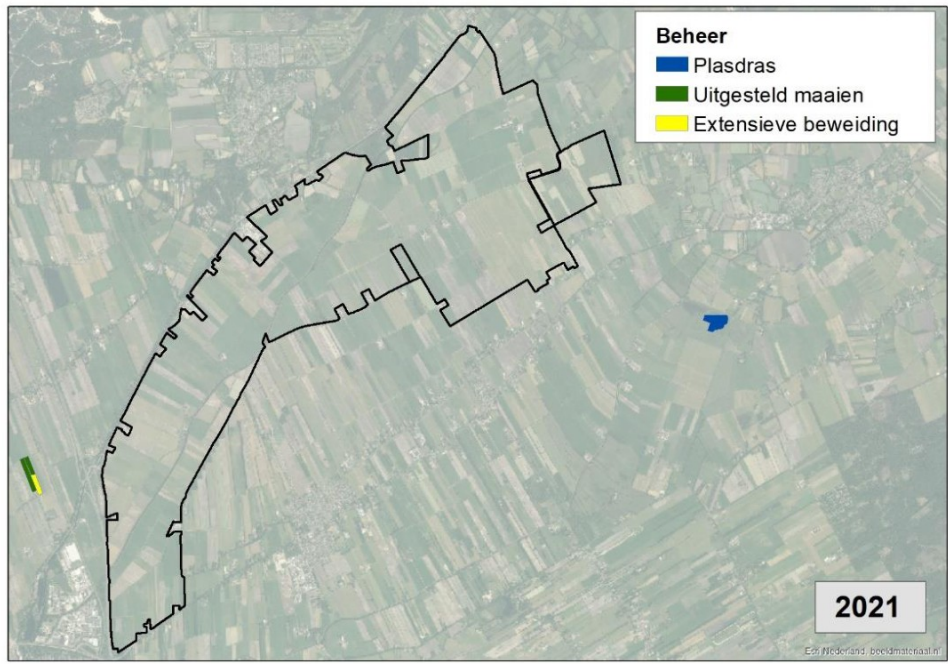 Beheer
Plasdras
Uitgesteld maaien
Extensieve beweiding
2021
Esri Nederland, beeldmateriaal.nl